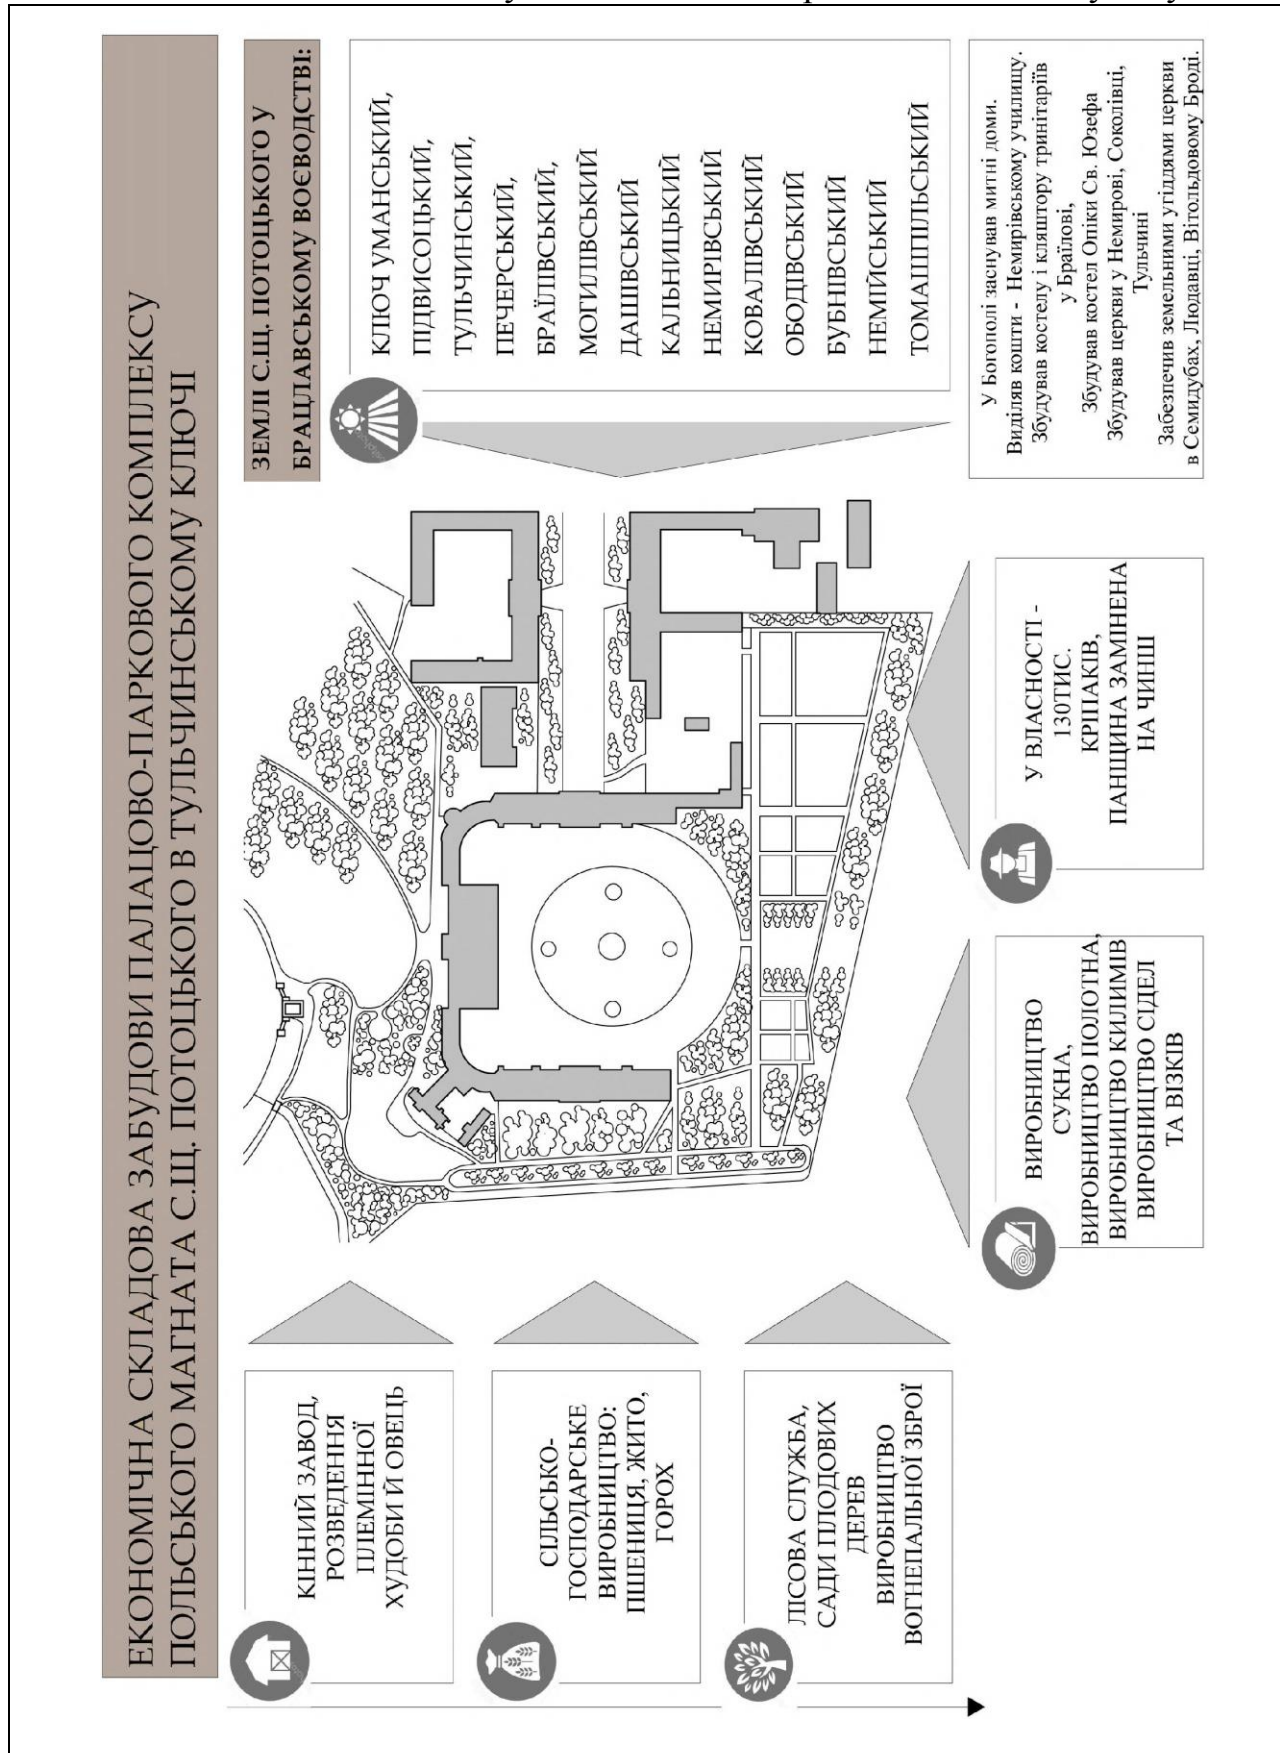 ЕКОНОМІЧНА СКЛАДОВА ЗАБУДОВИ ПАЛАЦОВО-ПАРКОВОГО КОМПЛЕКСУ
ПОЛЬСЬКОГО МАГНАТА С.Щ. ПОТОЦЬКОГО В ТУЛЬЧИНСЬКОМУ КЛЮЧІ
КІННИЙ ЗАВОД,
РОЗВЕДЕННЯ
ПЛЕМІННОЇ
ХУДОБИ Й ОВЕЦЬ
СІЛЬСЬКО-
ГОСПОДАРСЬКЕ
ВИРОБНИЦТВО:
ПШЕНИЦЯ, ЖИТО,
ГОРОХ
ЛІСОВА СЛУЖБА,
САДИ ПЛОДОВИХ
ДЕРЕВ
ВИРОБНИЦТВО
ВОГНЕПАЛЬНОЇ ЗБРОЇ
ЗЕМЛІ С.Щ. ПОТОЦЬКОГО У
БРАЦЛАВСЬКОМУ ВОЄВОДСТВІ:
КЛЮЧ УМАНСЬКИЙ,
ПІДВИСОЦЬКИЙ,
ТУЛЬЧИНСЬКИЙ,
ПЕЧЕРСЬКИЙ,
БРАЇЛІВСЬКИЙ,
МОГИЛІВСЬКИЙ
ДАШІВСЬКИЙ
КАЛЬНИЦЬКИЙ
НЕМИРІВСЬКИЙ
КОВАЛІВСЬКИЙ
ОБОДІВСЬКИЙ
БУБНІВСЬКИЙ
НЕМІЙСЬКИЙ
ТОМАШПІЛЬСЬКИЙ
ВИРОБНИЦТВО
СУКНА,
ВИРОБНИЦТВО ПОЛОТНА,
ВИРОБНИЦТВО КИЛИМІВ
ВИРОБНИЦТВО СІДЕЛ
ТА ВІЗКІВ
У ВЛАСНОСТІ -
130ТИС.
КРІПАКІВ,
ПАНЩИНА ЗАМІНЕНА
НА ЧИНШ
У Богополі заснував митні доми.
Виділяв кошти - Немирівському училищу.
Збудував костелу і кляштору тринітаріїв
у Браїлові,
Збудував костел Опіки Св. Юзефа
Збудував церкви у Немирові, Соколівці,
Тульчині
Забезпечив земельними угіддями церкви
в Семидубах, Людавці, Вітольдовому Броді.